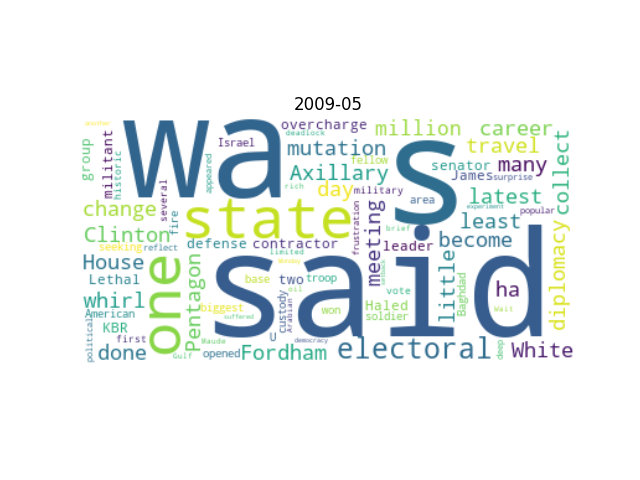 2009-05
another
overcharge
deadlock
million
career
group
militant
historic
appeared
Israel
mutation
fellow
senator
travel
many
collect
wa
s
Axillary
rich
day
military
James
surprise
latest
area
experiment
popular
change
several
fire
state
frustration
brief
least
Clinton
seeking
reflect
defense
contractor
meeting
leader
become
diplomacy
House
one
limited
said
Lethal
Pentagon
base
two
troop
oil
little
Baghdad
ha
whirl
American
biggest
custody
Arabian
won
vote
Haled
soldier
Wait
KBR
suffered
political
first
Waude
U
democracy
done
Gulf
opened
Fordham
electoral
deep
White